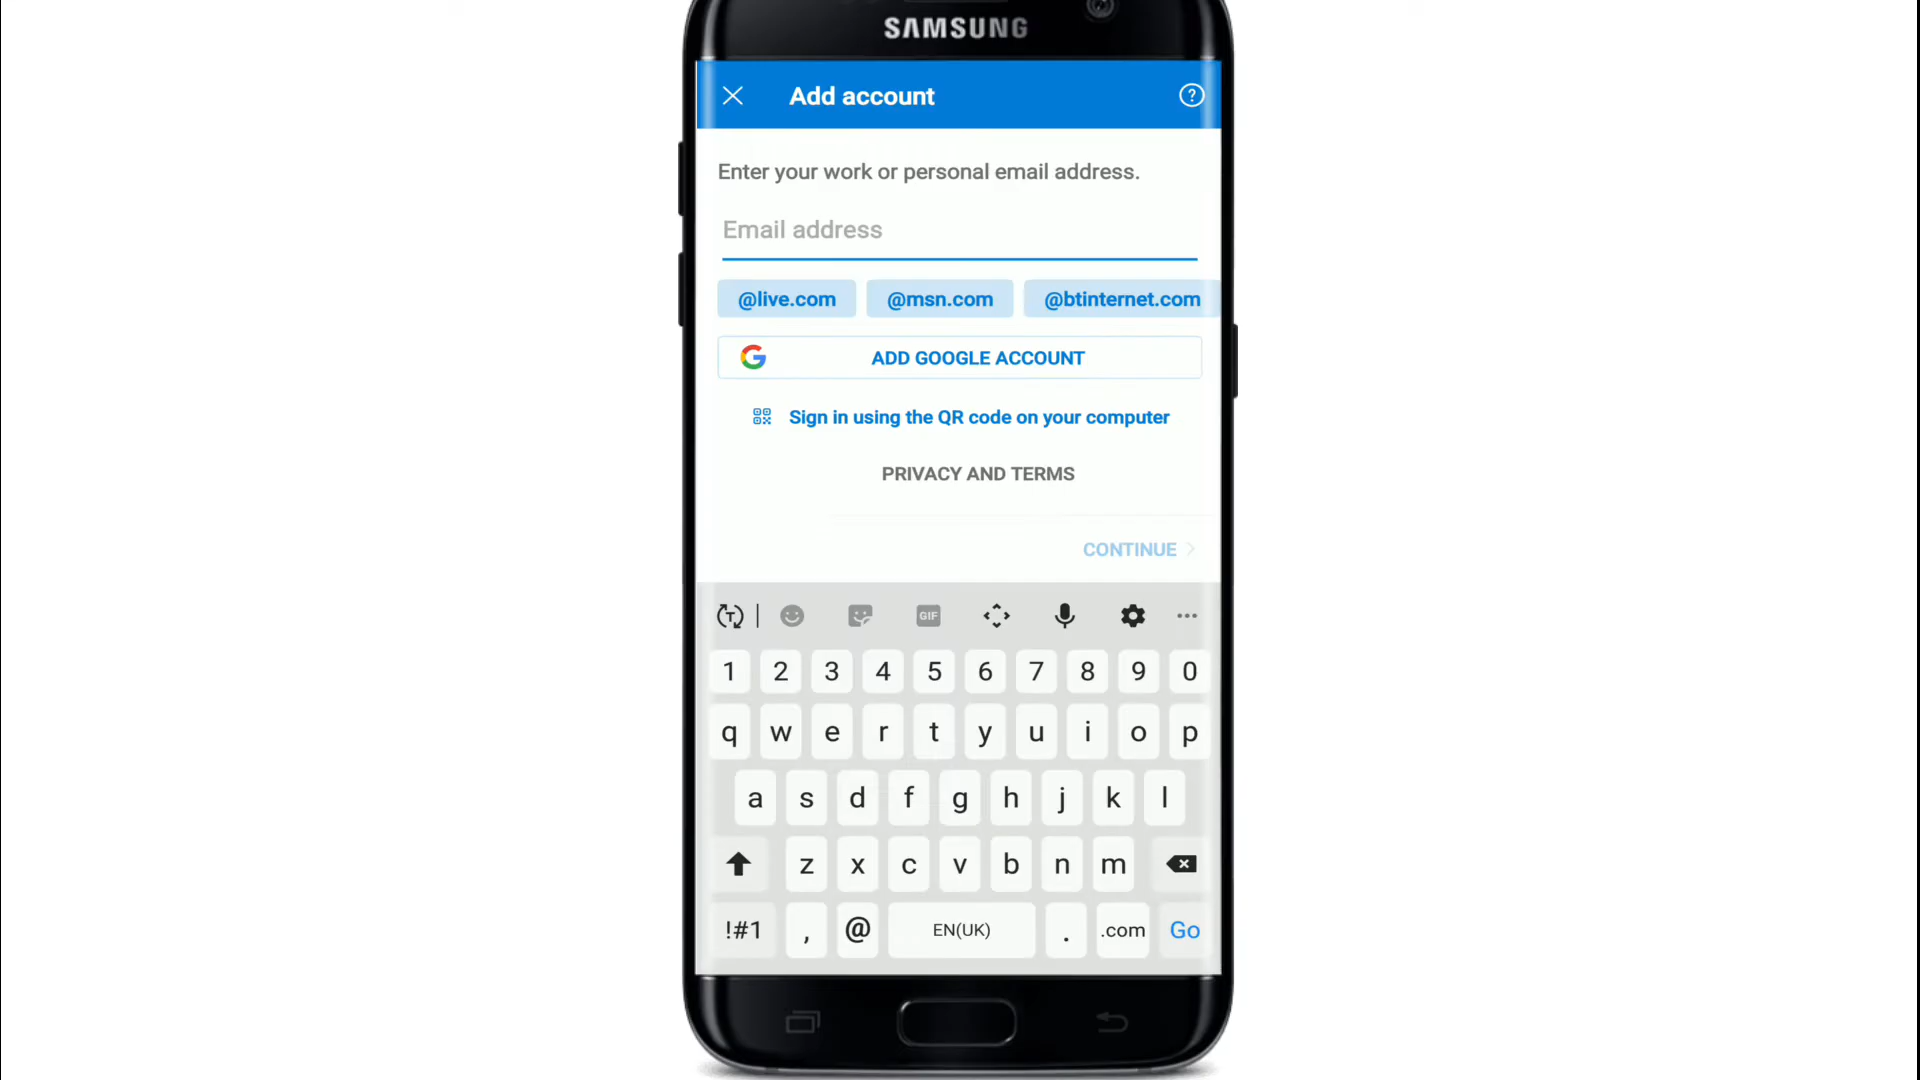 SAMSUNG
Add account
Enter your work or personal email address.
Email address
@live.com @msn.com @btinternet.com
ADD GOOGLE ACCOUNT
Sign in using the QR code on your computer
PRIVACY AND TERMS
CONTINUE
T GIF
1 2 3 4 5 6 7 8 9 0
q w e r t y u i o p
a s d f g h j k l
z x c v b n m
!#1 , @ EN(UK) . .com Go